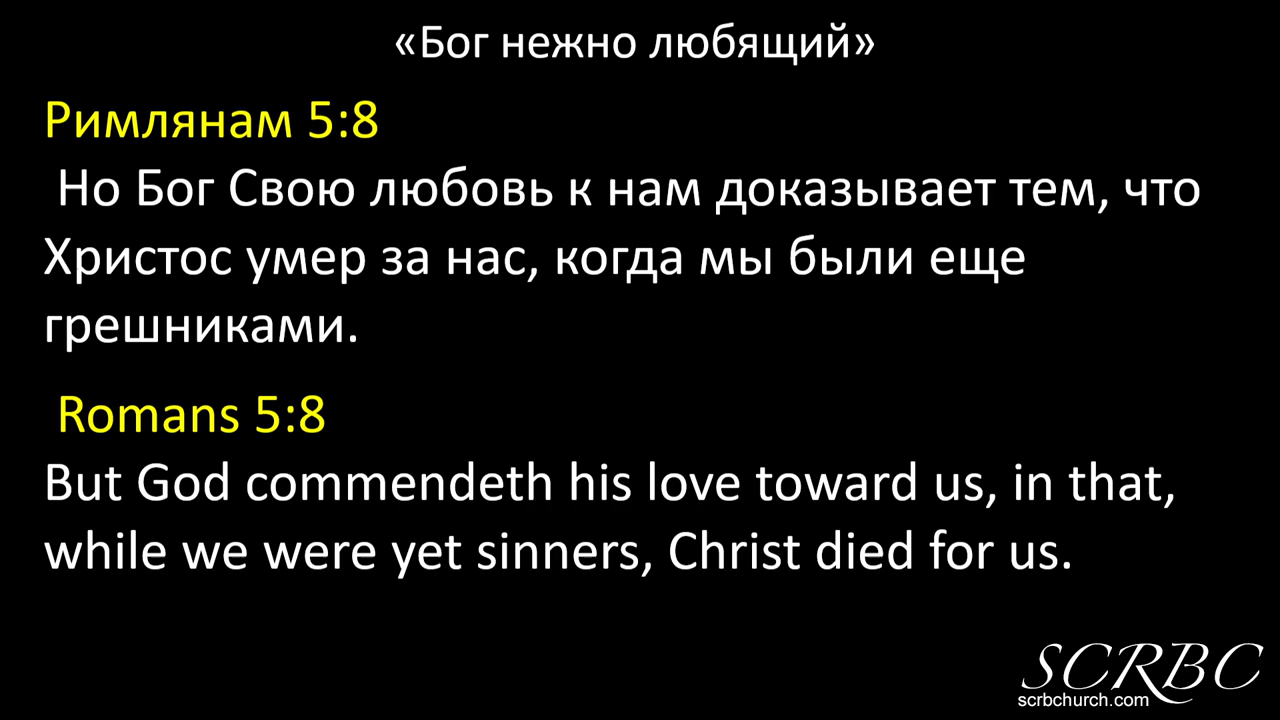 «Бог нежно любящий»
Римлянам 5:8
Но Бог Свою любовь к нам доказывает тем, что
Христос умер за нас, когда мы были еще
грешниками.
Romans 5:8
But God commendeth his love toward us, in that,
while we were yet sinners, Christ died for us.
SCRBC
scrbchurch.com